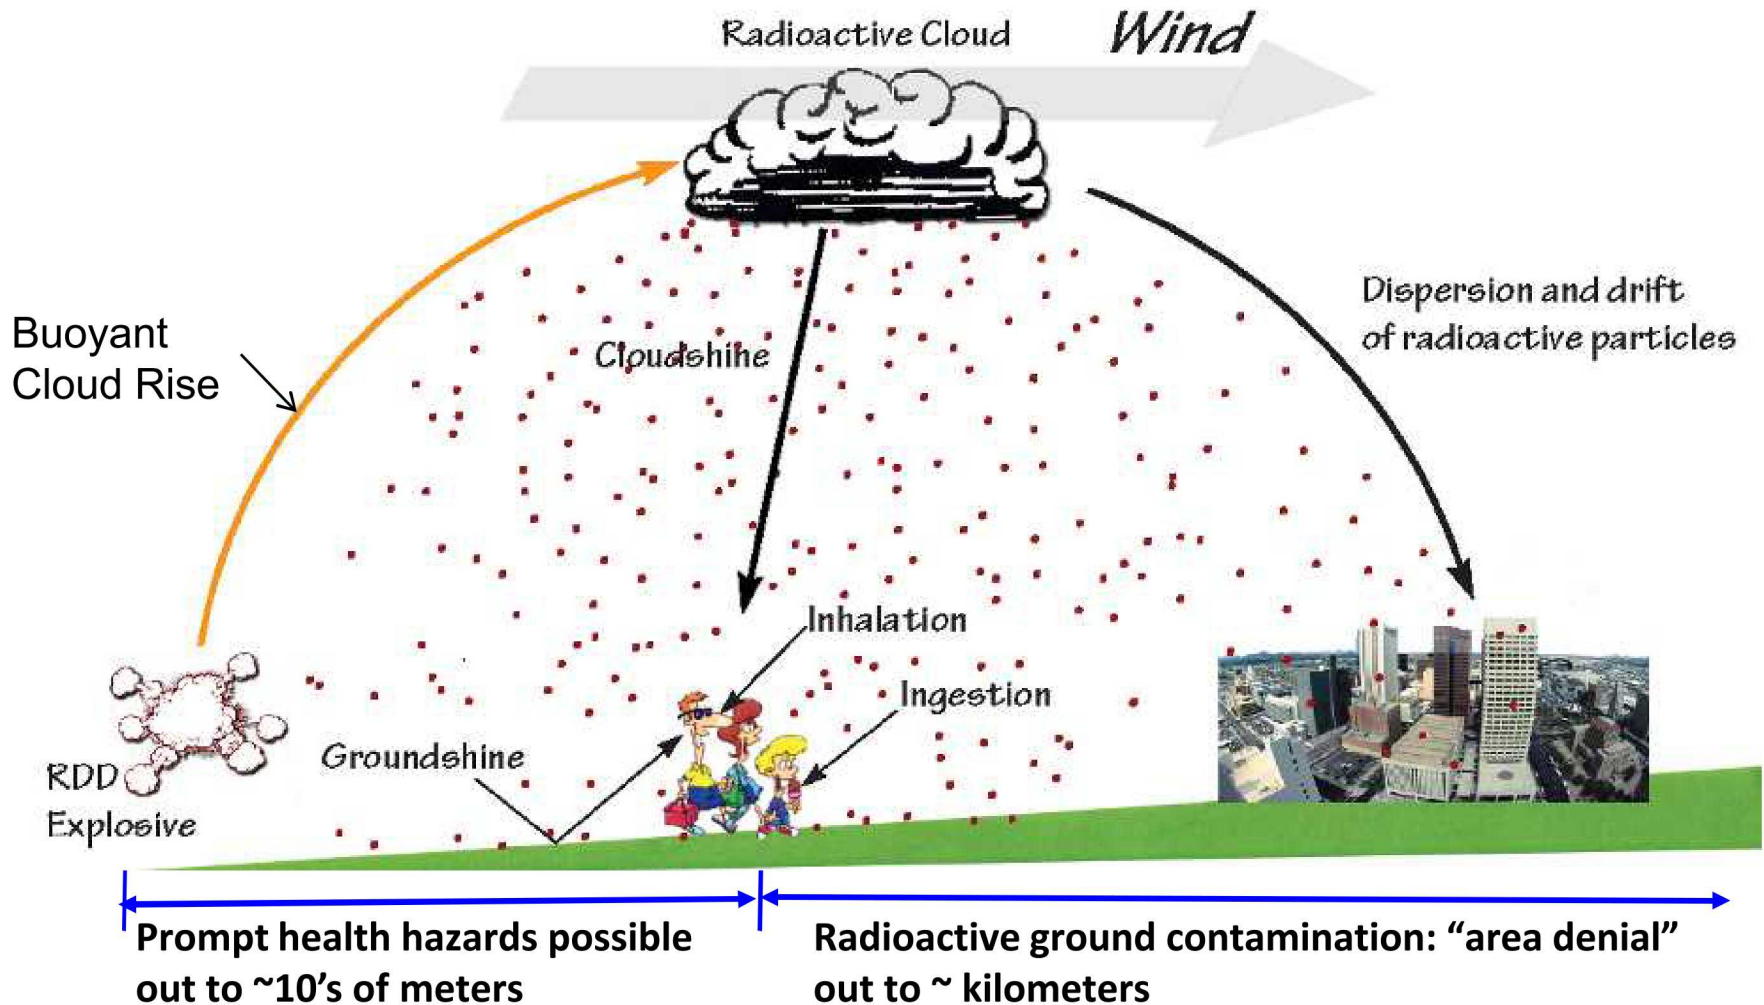 Radioactive Cloud
Wind
Buoyant
Cloud Rise
Cloudshine
Dispersion and drift
of radioactive particles
Inhalation
Ingestion
Groundshine
RDD
Explosive
Prompt health hazards possible
out to ~10's of meters
Radioactive ground contamination: “area denial”
out to ~ kilometers